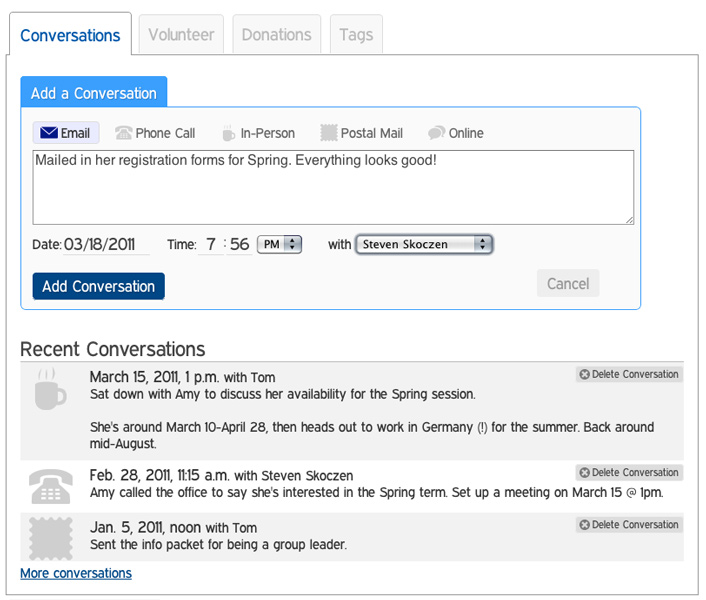 Conversations Volunteer Donations Tags
Add a Conversation
Email Phone Call In-Person Postal Mail Online
Mailed in her registration forms for Spring. Everything looks good!
Date: 03/18/2011 Time: 7 : 56 PM with Steven Skoczen
Add Conversation Cancel
Recent Conversations
March 15, 2011, 1 p.m. with Tom Delete Conversation
Sat down with Amy to discuss her availability for the Spring session.
She's around March 10-April 28, then heads out to work in Germany (!) for the summer. Back around
mid-August.
Feb. 28, 2011, 11:15 a.m. with Steven Skoczen Delete Conversation
Amy called the office to say she's interested in the Spring term. Set up a meeting on March 15 @ 1pm.
Jan. 5, 2011, noon with Tom Delete Conversation
Sent the info packet for being a group leader.
More conversations